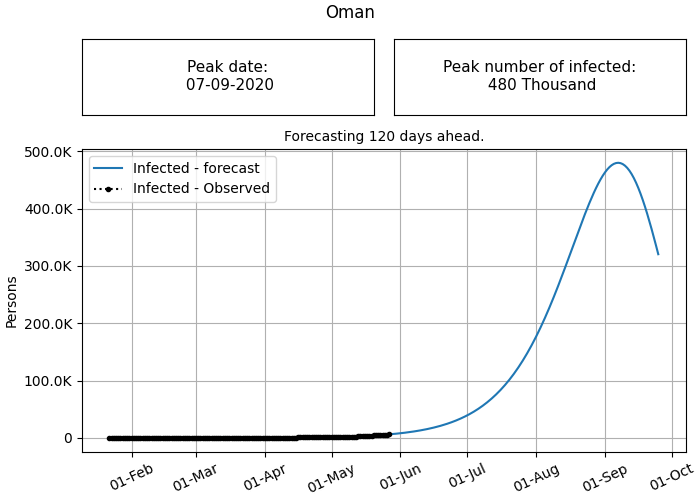 Oman
Peak date:
07-09-2020
Peak number of infected:
480 Thousand
Forecasting 120 days ahead.
Infected - forecast
Infected - Observed
Persons
500.0K
400.0K
300.0K
200.0K
100.0K
0
01-Feb
01-Mar
01-Apr
01-May
01-Jun
01-Jul
01-Aug
01-Sep
01-Oct